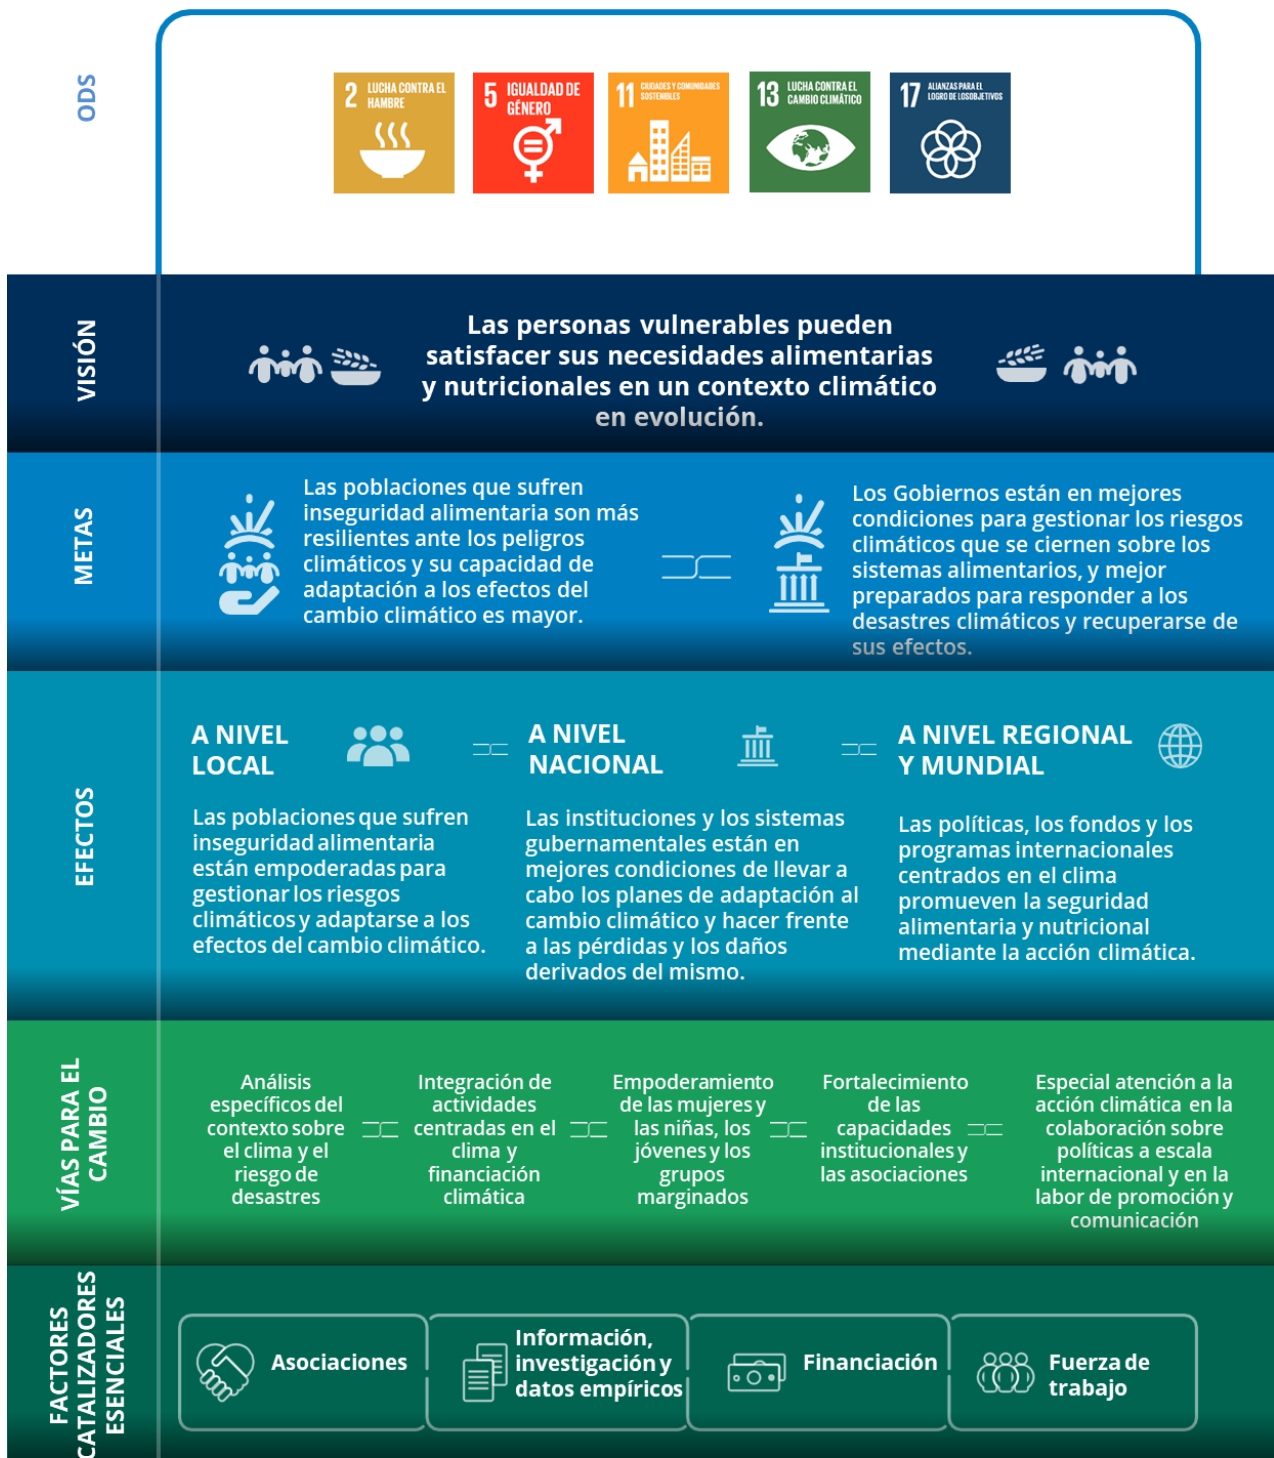 ODS
2 LUCHA CONTRA EL
HAMBRE
5 IGUALDAD DE
GÉNERO
11 CIUDADES Y COMUNIDADES
SOSTENIBLES
13 LUCHA CONTRA EL
CAMBIO CLIMÁTICO
17 ALIANZAS PARA EL
LOGRO DE LOSOBJETIVOS
VISIÓN
Las personas vulnerables pueden
satisfacer sus necesidades alimentarias
y nutricionales en un contexto climático
en evolución.
METAS
Las poblaciones que sufren
inseguridad alimentaria son más
resilientes ante los peligros
climáticos y su capacidad de
adaptación a los efectos del
cambio climático es mayor.
Los Gobiernos están en mejores
condiciones para gestionar los riesgos
climáticos que se ciernen sobre los
sistemas alimentarios, y mejor
preparados para responder a los
desastres climáticos y recuperarse de
sus efectos.
EFECTOS
A NIVEL
LOCAL
Las poblaciones que sufren
inseguridad alimentaria
están empoderadas para
gestionar los riesgos
climáticos y adaptarse a los
efectos del cambio climático.
A NIVEL
NACIONAL
Las instituciones y los sistemas
gubernamentales están en
mejores condiciones de llevar a
cabo los planes de adaptación al
cambio climático y hacer frente
a las pérdidas y los daños
derivados del mismo.
A NIVEL REGIONAL
Y MUNDIAL
Las políticas, los fondos y los
programas internacionales
centrados en el clima
promueven la seguridad
alimentaria y nutricional
mediante la acción climática.
VÍAS PARA EL
CAMBIO
Análisis
específicos del
contexto sobre
el clima y el
riesgo de
desastres
Integración de
actividades
centradas en el
clima y
financiación
climática
Empoderamiento
de las mujeres y
las niñas, los
jóvenes y los
grupos
marginados
Fortalecimiento
de las
capacidades
institucionales y
las asociaciones
Especial atención a la
acción climática en la
colaboración sobre
políticas a escala
internacional y en la
labor de promoción y
comunicación
FACTORES
CATALIZADORES
ESENCIALES
Asociaciones
Información,
investigación y
datos empíricos
Financiación
Fuerza de
trabajo